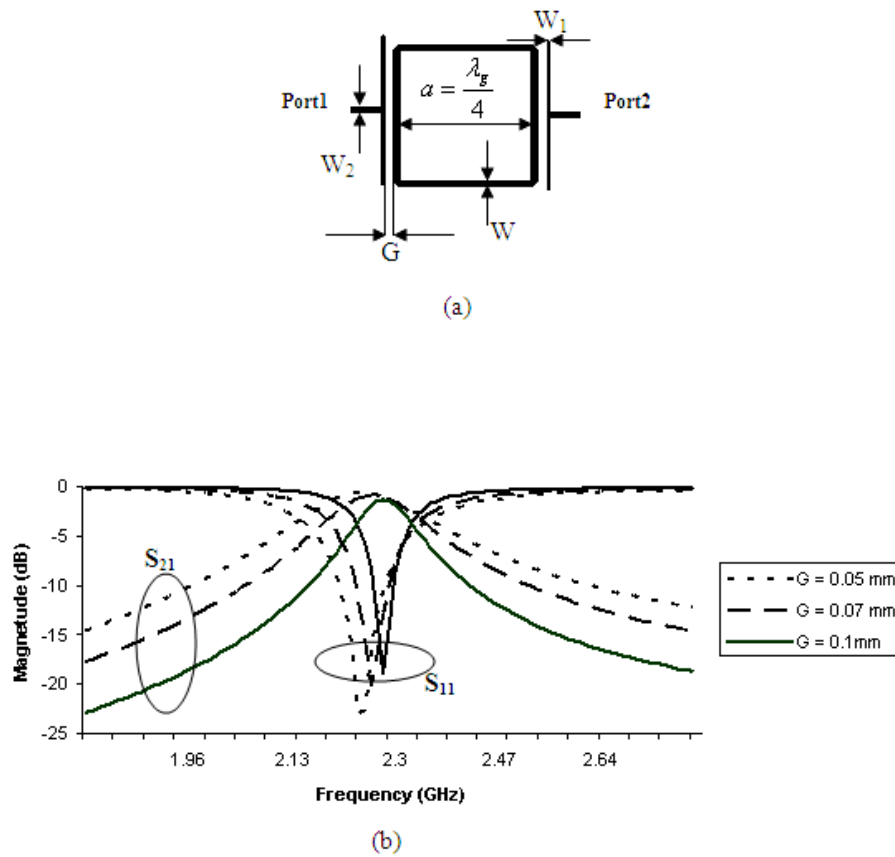 W1
Port1
a = λg/4
Port2
W2
W
G
(a)
0
-5
-10
-15
-20
-25
Magnetude (dB)
S21
S11
1.96
2.13
2.3
2.47
2.64
Frequency (GHz)
G = 0.05 mm
G = 0.07 mm
G = 0.1mm
(b)